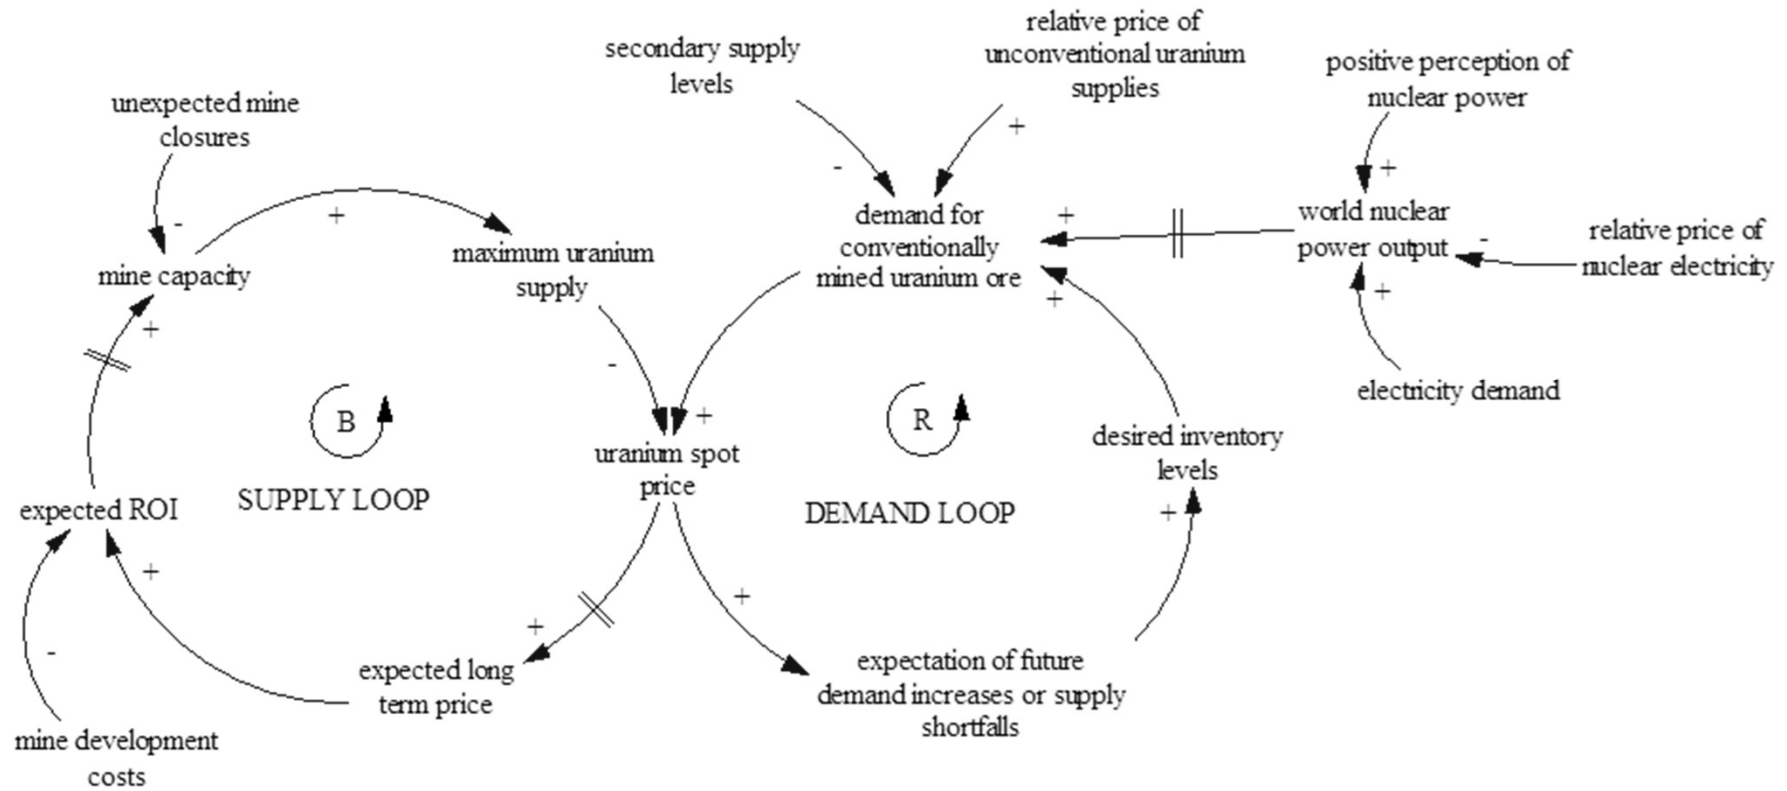 relative price of
unconventional uranium
supplies
secondary supply
levels
positive perception of
nuclear power
unexpected mine
closures
+
-
+
-
+
demand for
conventionally
mined uranium ore
+
world nuclear
power output
-
relative price of
nuclear electricity
maximum uranium
supply
mine capacity
+
+
+
-
electricity demand
B
R
+
desired inventory
levels
uranium spot
price
SUPPLY LOOP
DEMAND LOOP
expected ROI
+
+
+
+
-
expected long
term price
expectation of future
demand increases or supply
shortfalls
mine development
costs